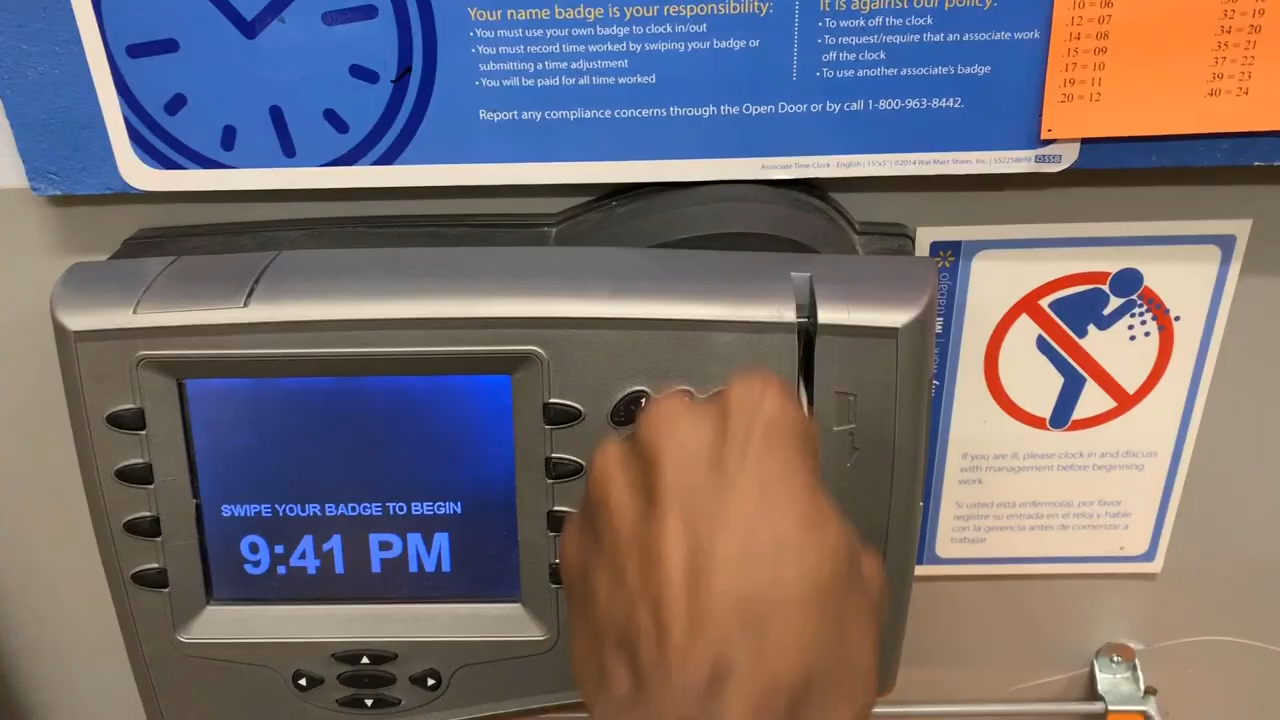 Your name badge is your responsibility:
• You must use your own badge to clock in/out
• You must record time worked by swiping your badge or
submitting a time adjustment
• You will be paid for all time worked
It is against our policy:
• To work off the clock
• To request/require that an associate work
off the clock
• To use another associate's badge
Report any compliance concerns through the Open Door or by call 1-800-963-8442.
Associate Time Clock - English | 15"x3" | ©2014 Wal-Mart Stores, Inc. |
.10 = 06
.12 = 07
.14 = 08
.15 = 09
.17 = 10
.19 = 11
.20 = 12
.32 = 19
.34 = 20
.35 = 21
.37 = 22
.39 = 23
.40 = 24
SWIPE YOUR BADGE TO BEGIN
9:41 PM
1
My work | Mi trabajo
If you are ill, please clock in and discuss
with management before beginning
work.
Si usted está enfermo(a), por favor
registre su entrada en el reloj y hable
con la gerencia antes de comenzar a
trabajar